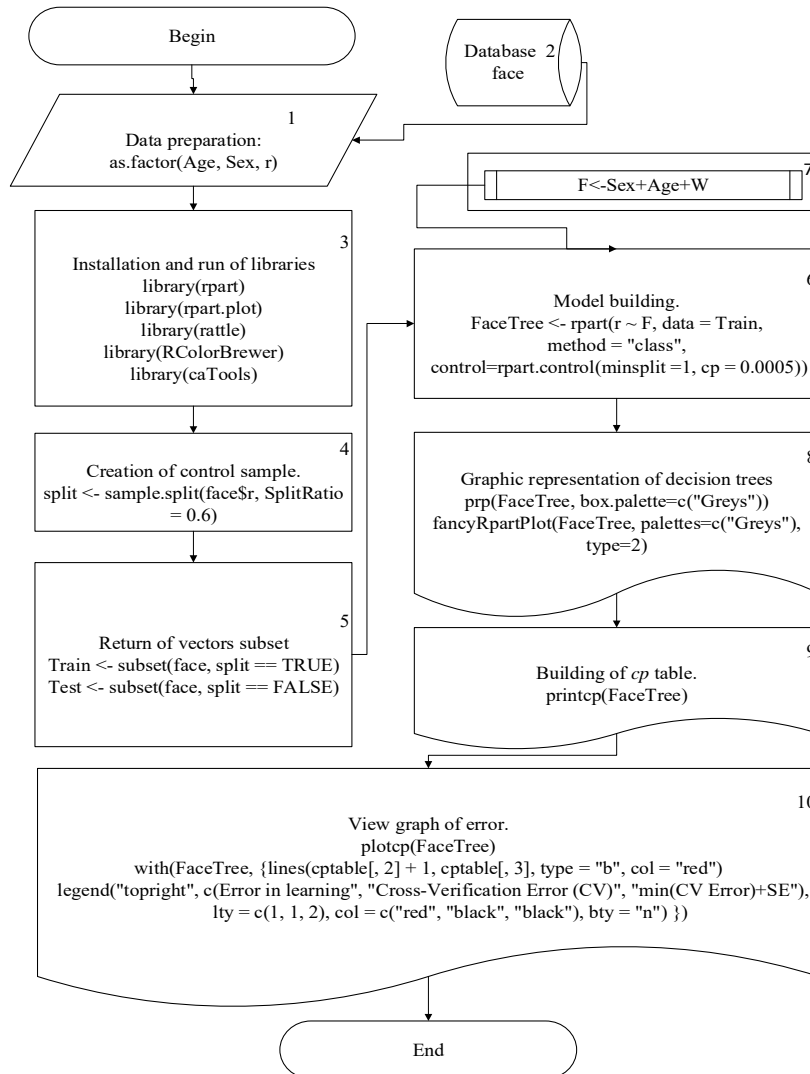 Begin
Database 2
face
1
Data preparation:
as.factor(Age, Sex, r)
3
Installation and run of libraries
library(rpart)
library(rpart.plot)
library(rattle)
library(RColorBrewer)
library(caTools)
4
Creation of control sample.
split <- sample.split(face$r, SplitRatio
= 0.6)
5
Return of vectors subset
Train <- subset(face, split == TRUE)
Test <- subset(face, split == FALSE)
7
F<-Sex+Age+W
6
Model building.
FaceTree <- rpart(r ~ F, data = Train,
method = "class",
control=rpart.control(minsplit =1, cp = 0.0005))
8
Graphic representation of decision trees
prp(FaceTree, box.palette=c("Greys"))
fancyRpartPlot(FaceTree, palettes=c("Greys"),
type=2)
9
Building of cp table.
printcp(FaceTree)
10
View graph of error.
plotcp(FaceTree)
with(FaceTree, {lines(cptable[, 2] + 1, cptable[, 3], type = "b", col = "red")
legend("topright", c(Error in learning", "Cross-Verification Error (CV)", "min(CV Error)+SE"),
lty = c(1, 1, 2), col = c("red", "black", "black"), bty = "n") })
End